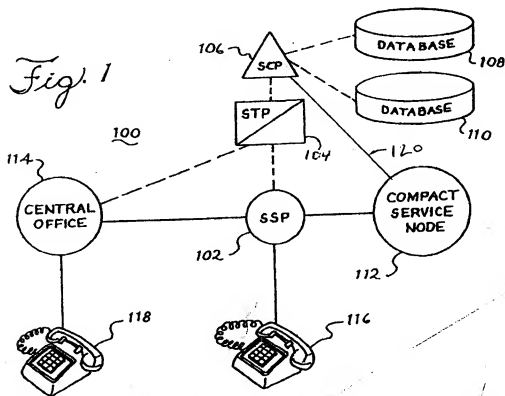 Fig. 1
100
106
SCP
DATABASE
108
DATABASE
110
STP
104
120
114
CENTRAL
OFFICE
SSP
102
COMPACT
SERVICE
NODE
112
118
116